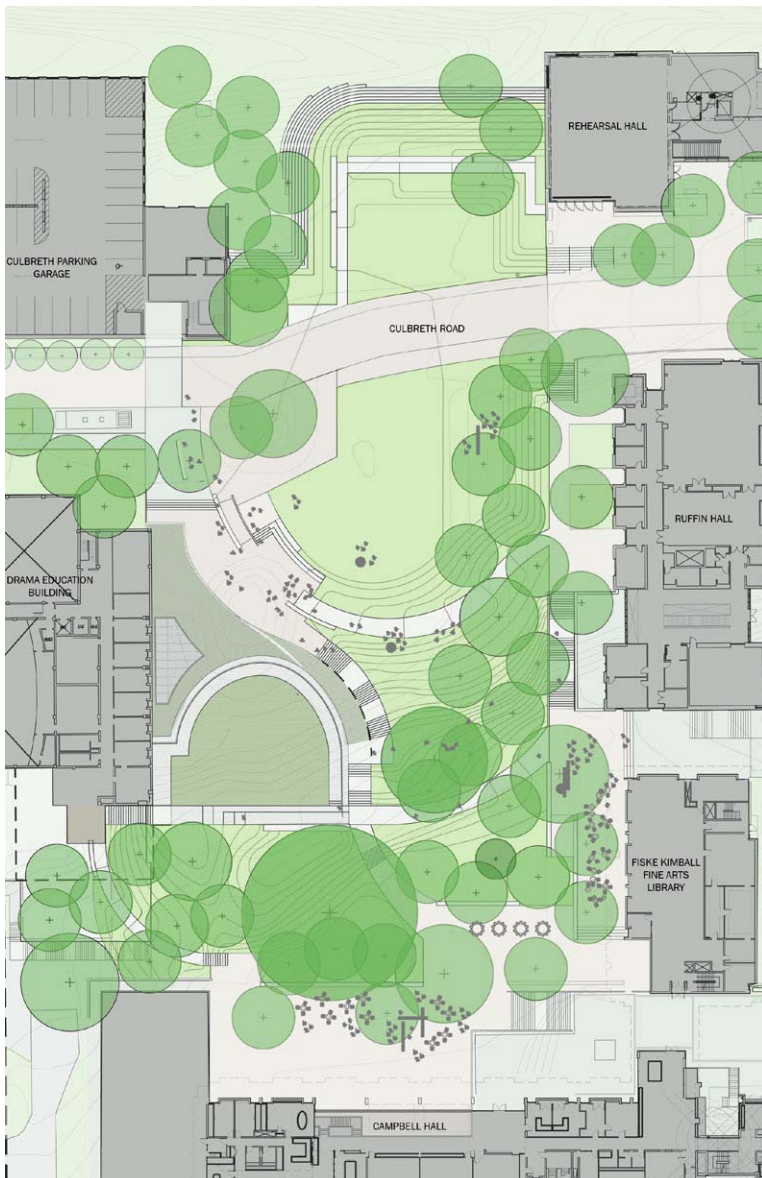 REHEARSAL HALL
CULBRETH PARKING
GARAGE
CULBRETH ROAD
RUFFIN HALL
DRAMA EDUCATION
BUILDING
FISKE KIMBALL
FINE ARTS
LIBRARY
CAMPBELL HALL